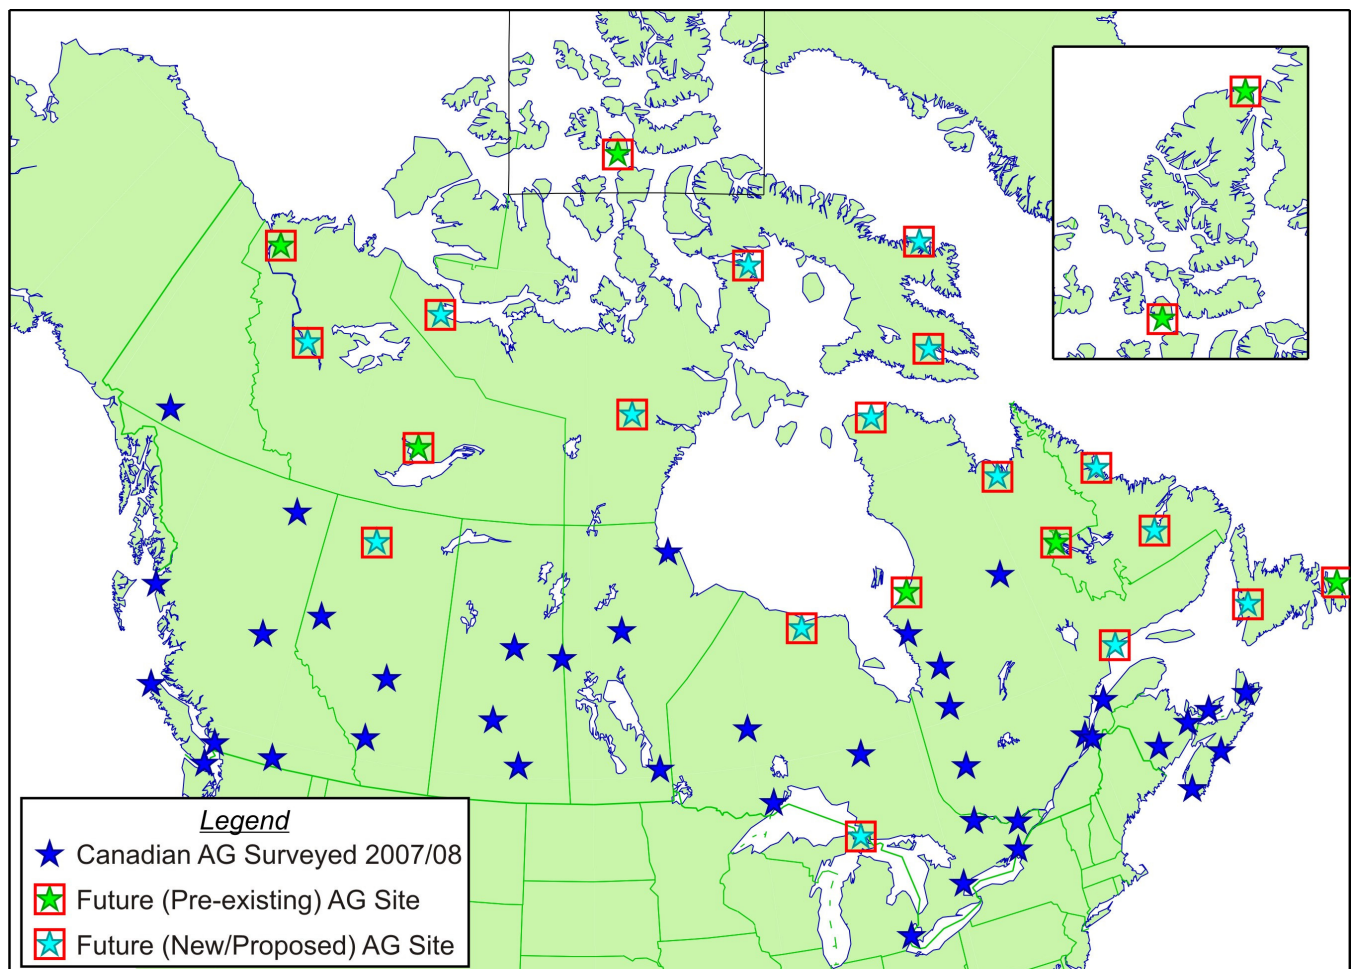 Legend
Canadian AG Surveyed 2007/08
Future (Pre-existing) AG Site
Future (New/Proposed) AG Site